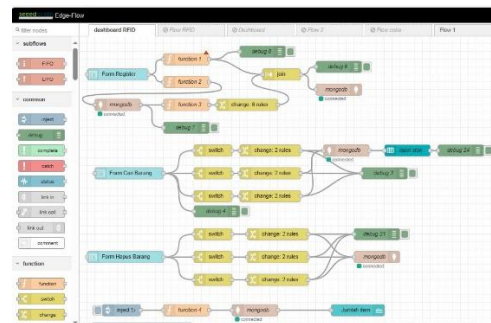 seeed Edge-Flow
filter nodes
dashboard RFID
Flow RFID
Dashboard
Flow 2
Flow 1
subflows
FIFO
LIFO
common
inject
debug
complete
catch
status
link in
link call
link out
comment
function
function
switch
change
Form Register
function 1
debug 6
function 2
join
debug 8
mongodb
connected
mongodb
connected
function 3
change: 8 rules
debug 7
Form Cari Barang
switch
change: 2 rules
mongodb
connected
debug 24
switch
change: 2 rules
debug 3
switch
change: 2 rules
debug 4
Form Hapus Barang
switch
change: 2 rules
debug 21
switch
change: 2 rules
mongodb
connected
switch
change: 2 rules
function 4
mongodb
connected
Jumlah Item